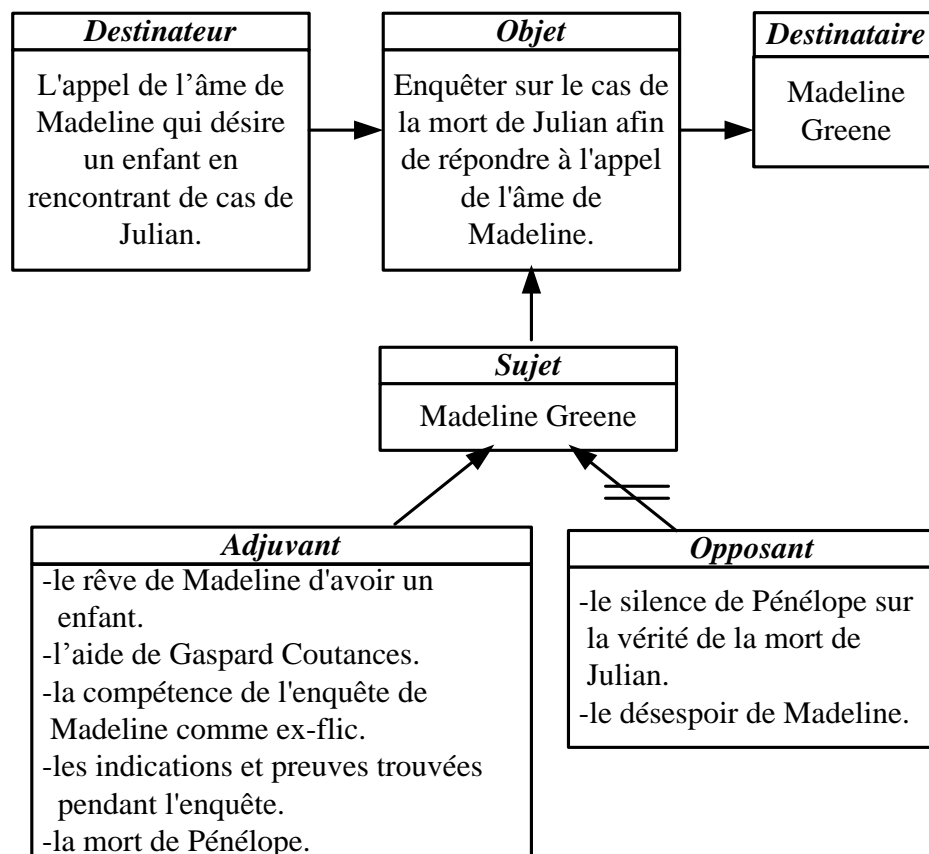 Destinateur
L'appel de l’âme de
Madeline qui désire
un enfant en
rencontrant de cas de
Julian.
Objet
Enquêter sur le cas de
la mort de Julian afin
de répondre à l'appel
de l'âme de
Madeline.
Destinataire
Madeline
Greene
Sujet
Madeline Greene
Adjuvant
-le rêve de Madeline d'avoir un
enfant.
-l’aide de Gaspard Coutances.
-la compétence de l'enquête de
Madeline comme ex-flic.
-les indications et preuves trouvées
pendant l'enquête.
-la mort de Pénélope.
Opposant
-le silence de Pénélope sur
la vérité de la mort de
Julian.
-le désespoir de Madeline.